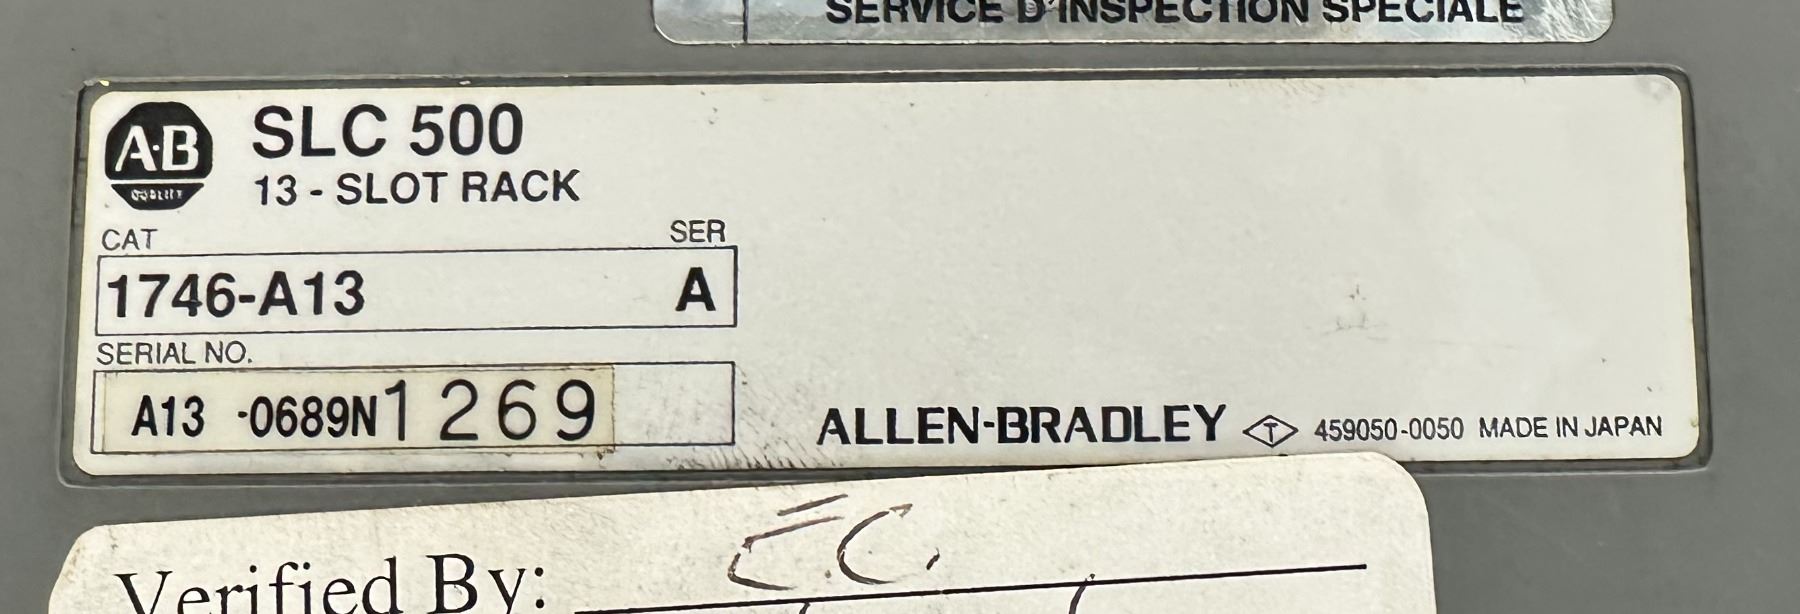 SERVICE D'INSPECTION SPECIALE
A·B
QUALITY
SLC 500
13 - SLOT RACK
CAT SER
1746-A13 A
SERIAL NO.
A13 -0689N1269
ALLEN-BRADLEY T 459050-0050 MADE IN JAPAN
Verified By: E.C.